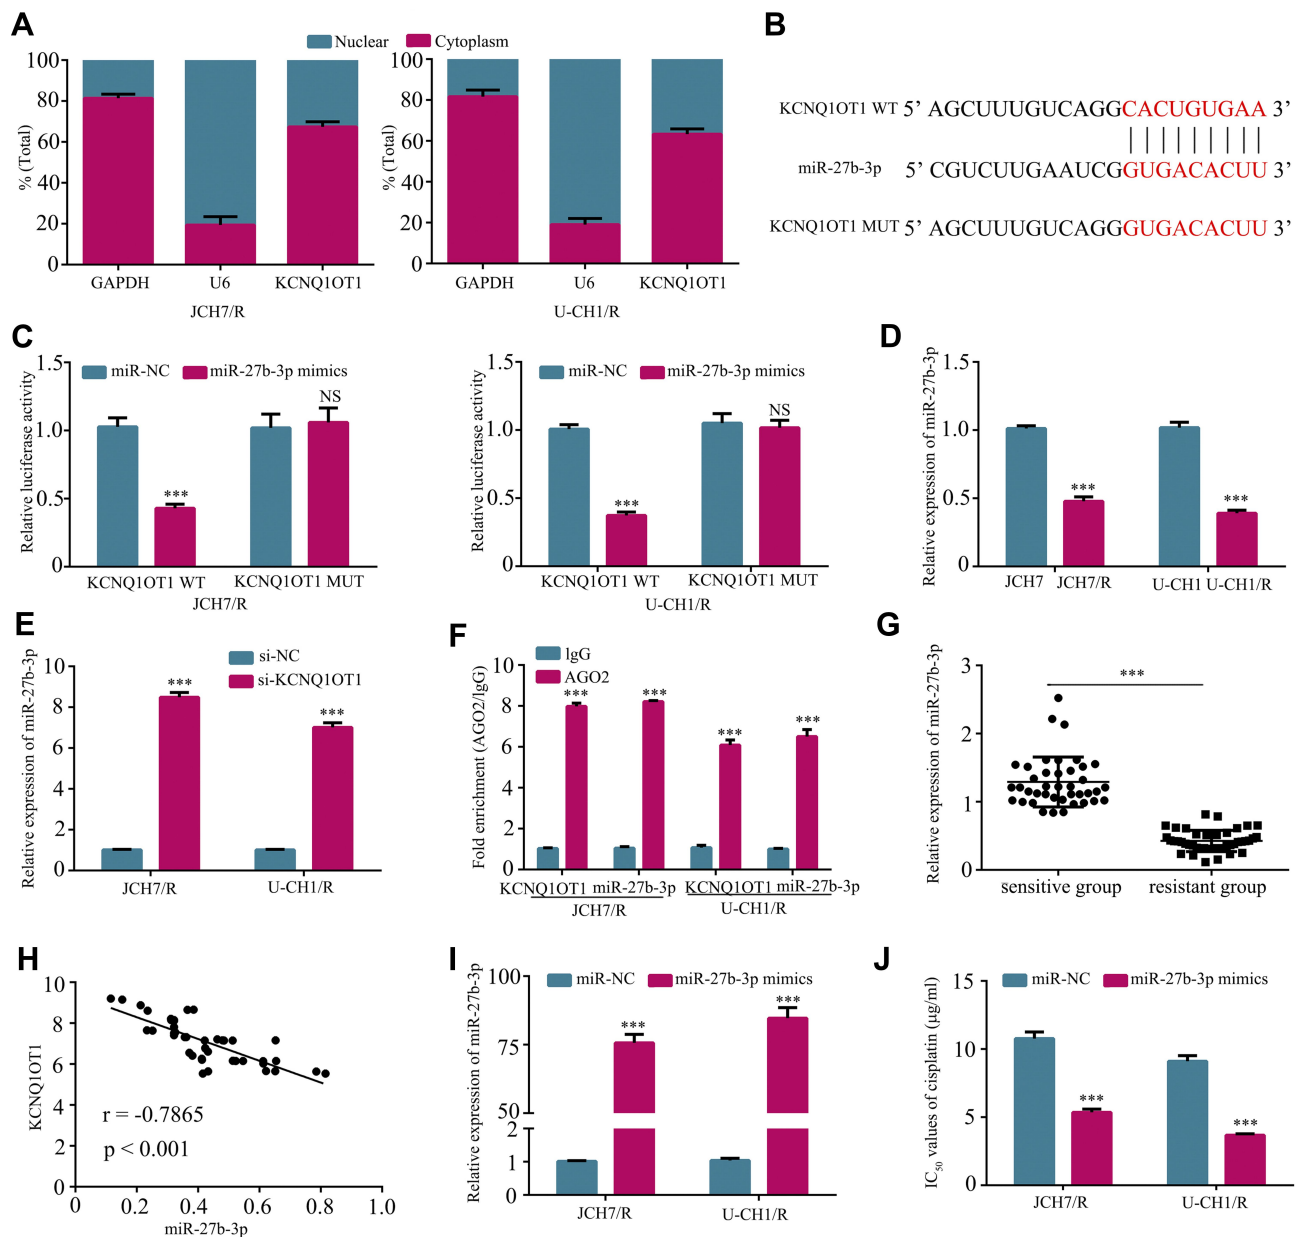 A
Nuclear Cytoplasm
% (Total)
100
80
60
40
20
0
GAPDH U6 KCNQ1OT1
JCH7/R
% (Total)
100
80
60
40
20
0
GAPDH U6 KCNQ1OT1
U-CH1/R
B
KCNQ1OT1 WT 5’ AGCUUUGUCAGGCACUGUGAA 3’
miR-27b-3p 5’ CGUCUUGAAUCGGUGACACUU 3’
KCNQ1OT1 MUT 5’ AGCUUUGUCAGGGUGACACUU 3’
C
miR-NC miR-27b-3p mimics
Relative luciferase activity
1.5
1.0
0.5
0
***
NS
KCNQ1OT1 WT KCNQ1OT1 MUT
JCH7/R
miR-NC miR-27b-3p mimics
Relative luciferase activity
1.5
1.0
0.5
0
***
NS
KCNQ1OT1 WT KCNQ1OT1 MUT
U-CH1/R
D
Relative expression of miR-27b-3p
1.5
1.0
0.5
0
***
***
JCH7 JCH7/R U-CH1 U-CH1/R
E
si-NC
si-KCNQ1OT1
Relative expression of miR-27b-3p
10
8
6
4
2
0
***
***
JCH7/R U-CH1/R
F
lgG
AGO2
Fold enrichment (AGO2/lgG)
10
8
6
4
2
0
*** ***
*** ***
KCNQ1OT1 miR-27b-3p KCNQ1OT1 miR-27b-3p
JCH7/R U-CH1/R
G
Relative expression of miR-27b-3p
3
2
1
0
***
sensitive group resistant group
H
KCNQ1OT1
10
8
6
4
2
0
r = -0.7865
p < 0.001
0 0.2 0.4 0.6 0.8 1.0
miR-27b-3p
I
miR-NC miR-27b-3p mimics
Relative expression of miR-27b-3p
100
75
50
2
1
0
***
***
JCH7/R U-CH1/R
J
miR-NC miR-27b-3p mimics
IC50 values of cisplatin (μg/ml)
15
10
5
0
***
***
JCH7/R U-CH1/R